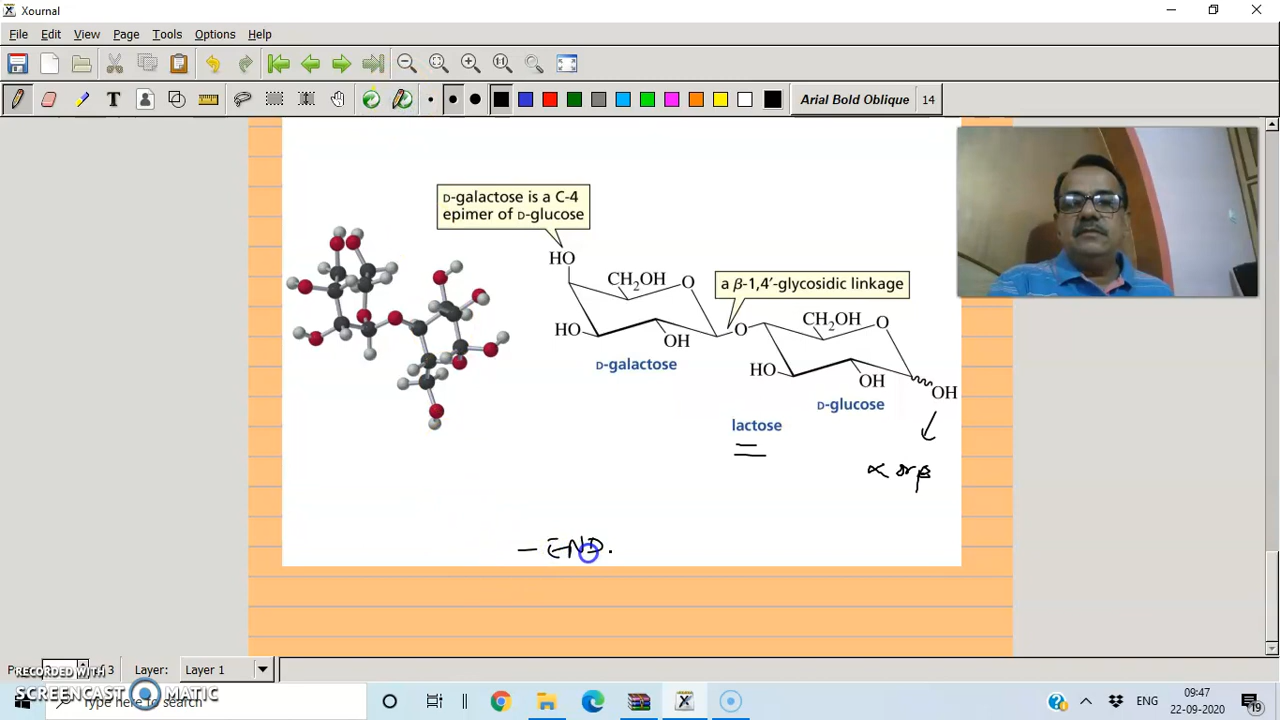 Xournal
File Edit View Page Tools Options Help
Arial Bold Oblique 14
D-galactose is a C-4
epimer of D-glucose
HO
CH2OH O
a β-1,4′-glycosidic linkage
HO OH O CH2OH O
D-galactose
HO OH OH
D-glucose
lactose
α or β
— END.
3 Layer: Layer 1
RECORDED WITH
SCREENCAST MATIC
Type here to search
ENG 09:47
22-09-2020 19